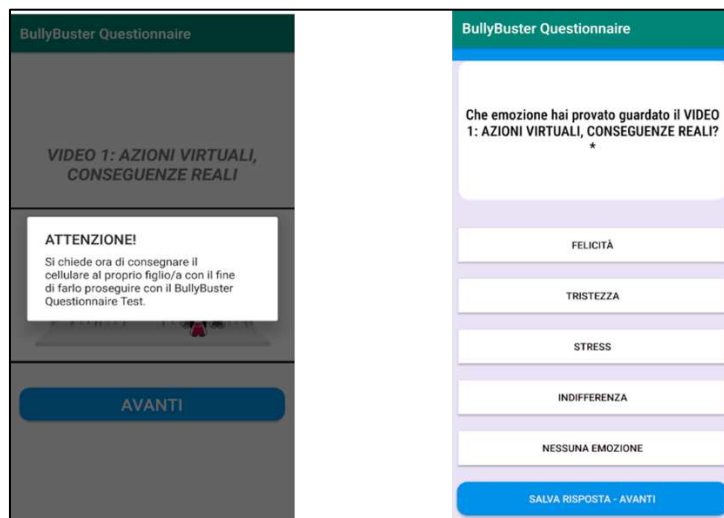 BullyBuster Questionnaire
VIDEO 1: AZIONI VIRTUALI,
CONSEGUENZE REALI
ATTENZIONE!
Si chiede ora di consegnare il
cellulare al proprio figlio/a con il fine
di farlo proseguire con il BullyBuster
Questionnaire Test.
AVANTI
BullyBuster Questionnaire
Che emozione hai provato guardato il VIDEO
1: AZIONI VIRTUALI, CONSEGUENZE REALI?
*
FELICITÀ
TRISTEZZA
STRESS
INDIFFERENZA
NESSUNA EMOZIONE
SALVA RISPOSTA - AVANTI